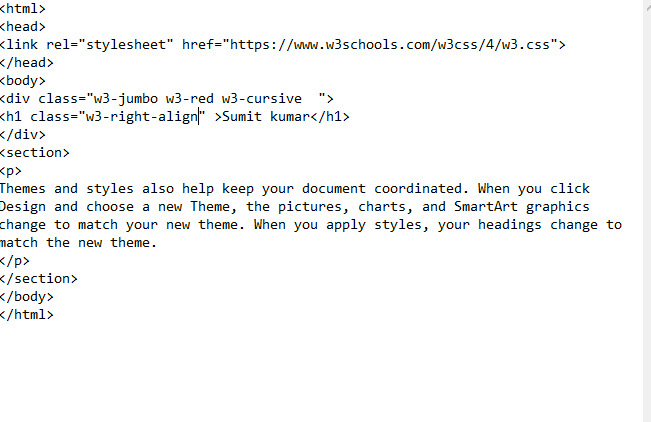 <html>
<head>
<link rel="stylesheet" href="https://www.w3schools.com/w3css/4/w3.css">
</head>
<body>
<div class="w3-jumbo w3-red w3-cursive  ">
<h1 class="w3-right-align" >Sumit kumar</h1>
</div>
<section>
<p>
Themes and styles also help keep your document coordinated. When you click
Design and choose a new Theme, the pictures, charts, and SmartArt graphics
change to match your new theme. When you apply styles, your headings change to
match the new theme.
</p>
</section>
</body>
</html>